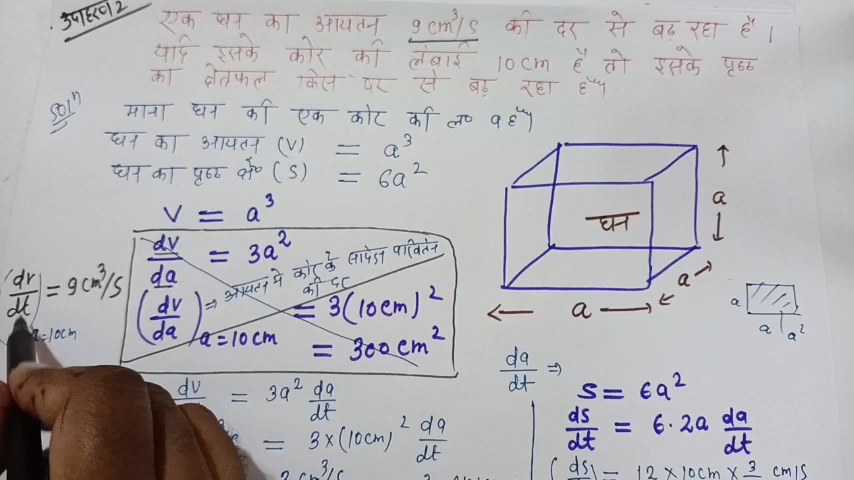 उदाहरण 2
एक घन का आयतन 9 cm³/s की दर से बढ़ रहा है।
यदि इसके कोर की लंबाई 10 cm है तो इसके पृष्ठ
का क्षेत्रफल किस दर से बढ़ रहा है,,
Solⁿ
माना घन की एक कोर की ल० a है,,
घन का आयतन (V) = a³
घन का पृष्ठ क्षे० (S) = 6a²
V = a³
dv/da = 3a²
(dv/da) a=10cm ⇒ आयतन में कोर के सापेक्ष परिवर्तन की दर
= 3(10cm)²
= 300 cm²
(dv/dt) = 9cm³/s
a=10cm
dv = 3a² da/dt
= 3×(10cm)² da/dt
घन
a
a
a
a
a
a²
da/dt ⇒
S = 6a²
ds/dt = 6.2a da/dt
(ds) = 12 × 10cm × 3 cm/s